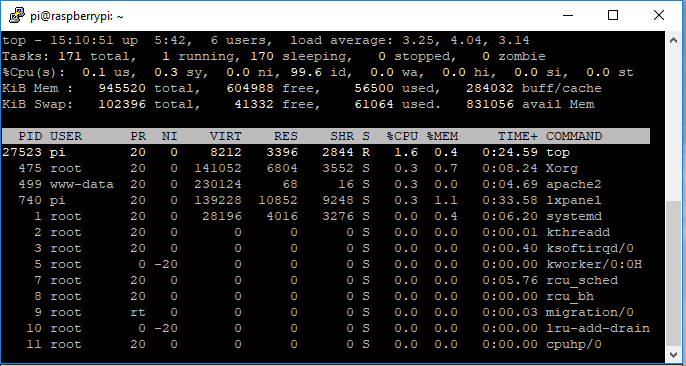 pi@raspberrypi: ~
top - 15:10:51 up  5:42,  6 users,  load average: 3.25, 4.04, 3.14
Tasks: 171 total,   1 running, 170 sleeping,   0 stopped,   0 zombie
%Cpu(s):  0.1 us,  0.3 sy,  0.0 ni, 99.6 id,  0.0 wa,  0.0 hi,  0.0 si,  0.0 st
KiB Mem :   945520 total,   604988 free,    56500 used,   284032 buff/cache
KiB Swap:   102396 total,    41332 free,    61064 used.   831056 avail Mem
PID USER      PR  NI    VIRT    RES    SHR S  %CPU %MEM     TIME+ COMMAND
27523 pi        20   0    8212   3396   2844 R   1.6  0.4   0:24.59 top
475 root      20   0  141052   6804   3552 S   0.3  0.7   0:08.24 Xorg
499 www-data  20   0  230124     68     16 S   0.3  0.0   0:04.69 apache2
740 pi        20   0  139228  10852   9248 S   0.3  1.1   0:33.58 lxpanel
1 root      20   0   28196   4016   3276 S   0.0  0.4   0:06.20 systemd
2 root      20   0       0      0      0 S   0.0  0.0   0:00.01 kthreadd
3 root      20   0       0      0      0 S   0.0  0.0   0:00.40 ksoftirqd/0
5 root       0 -20       0      0      0 S   0.0  0.0   0:00.00 kworker/0:0H
7 root      20   0       0      0      0 S   0.0  0.0   0:05.76 rcu_sched
8 root      20   0       0      0      0 S   0.0  0.0   0:00.00 rcu_bh
9 root      rt   0       0      0      0 S   0.0  0.0   0:00.03 migration/0
10 root       0 -20       0      0      0 S   0.0  0.0   0:00.00 lru-add-drain
11 root      20   0       0      0      0 S   0.0  0.0   0:00.00 cpuhp/0